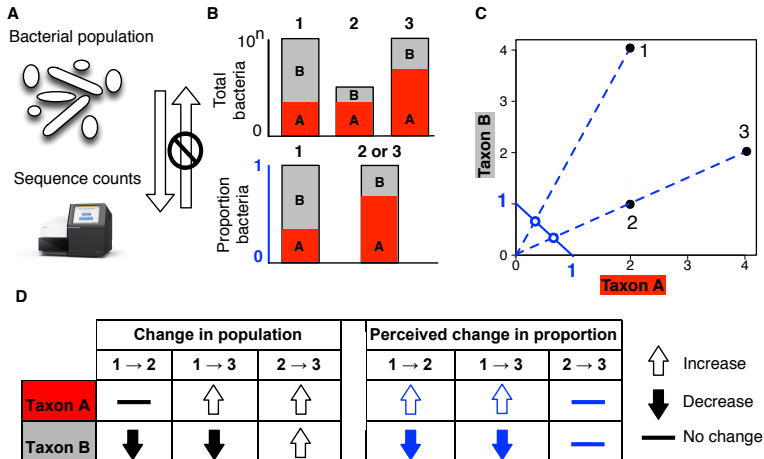 A
Bacterial population
Sequence counts
B
1 2 3
10ⁿ
0
Total
bacteria
B B B
A A A
1 2 or 3
1
0
Proportion
bacteria
B B
A A
C
4
2
0
1
Taxon B
1
2
3
0 1 2 3 4
Taxon A
D
Change in population
Perceived change in proportion
1 → 2 1 → 3 2 → 3
1 → 2 1 → 3 2 → 3
Taxon A
Taxon B
Increase
Decrease
No change